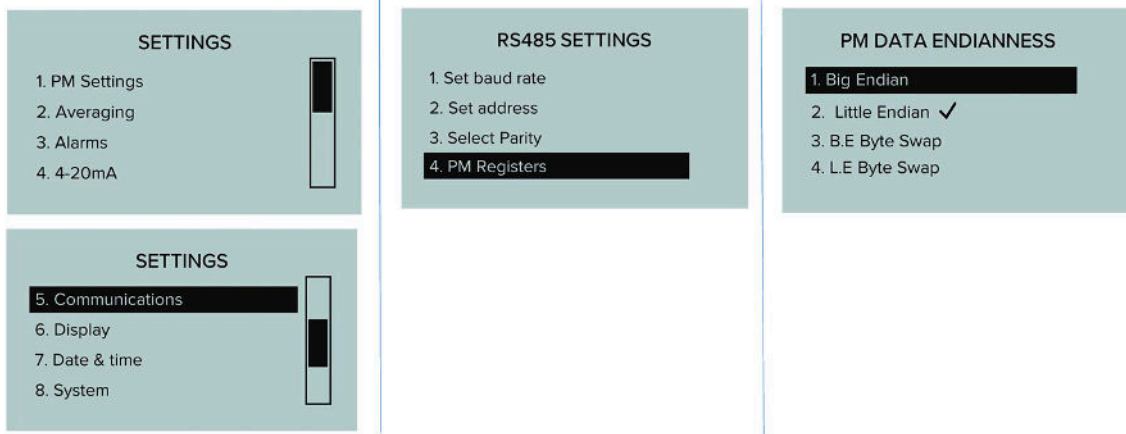 SETTINGS
1. PM Settings
2. Averaging
3. Alarms
4. 4-20mA
SETTINGS
5. Communications
6. Display
7. Date & time
8. System
RS485 SETTINGS
1. Set baud rate
2. Set address
3. Select Parity
4. PM Registers
PM DATA ENDIANNESS
1. Big Endian
2. Little Endian ✓
3. B.E Byte Swap
4. L.E Byte Swap